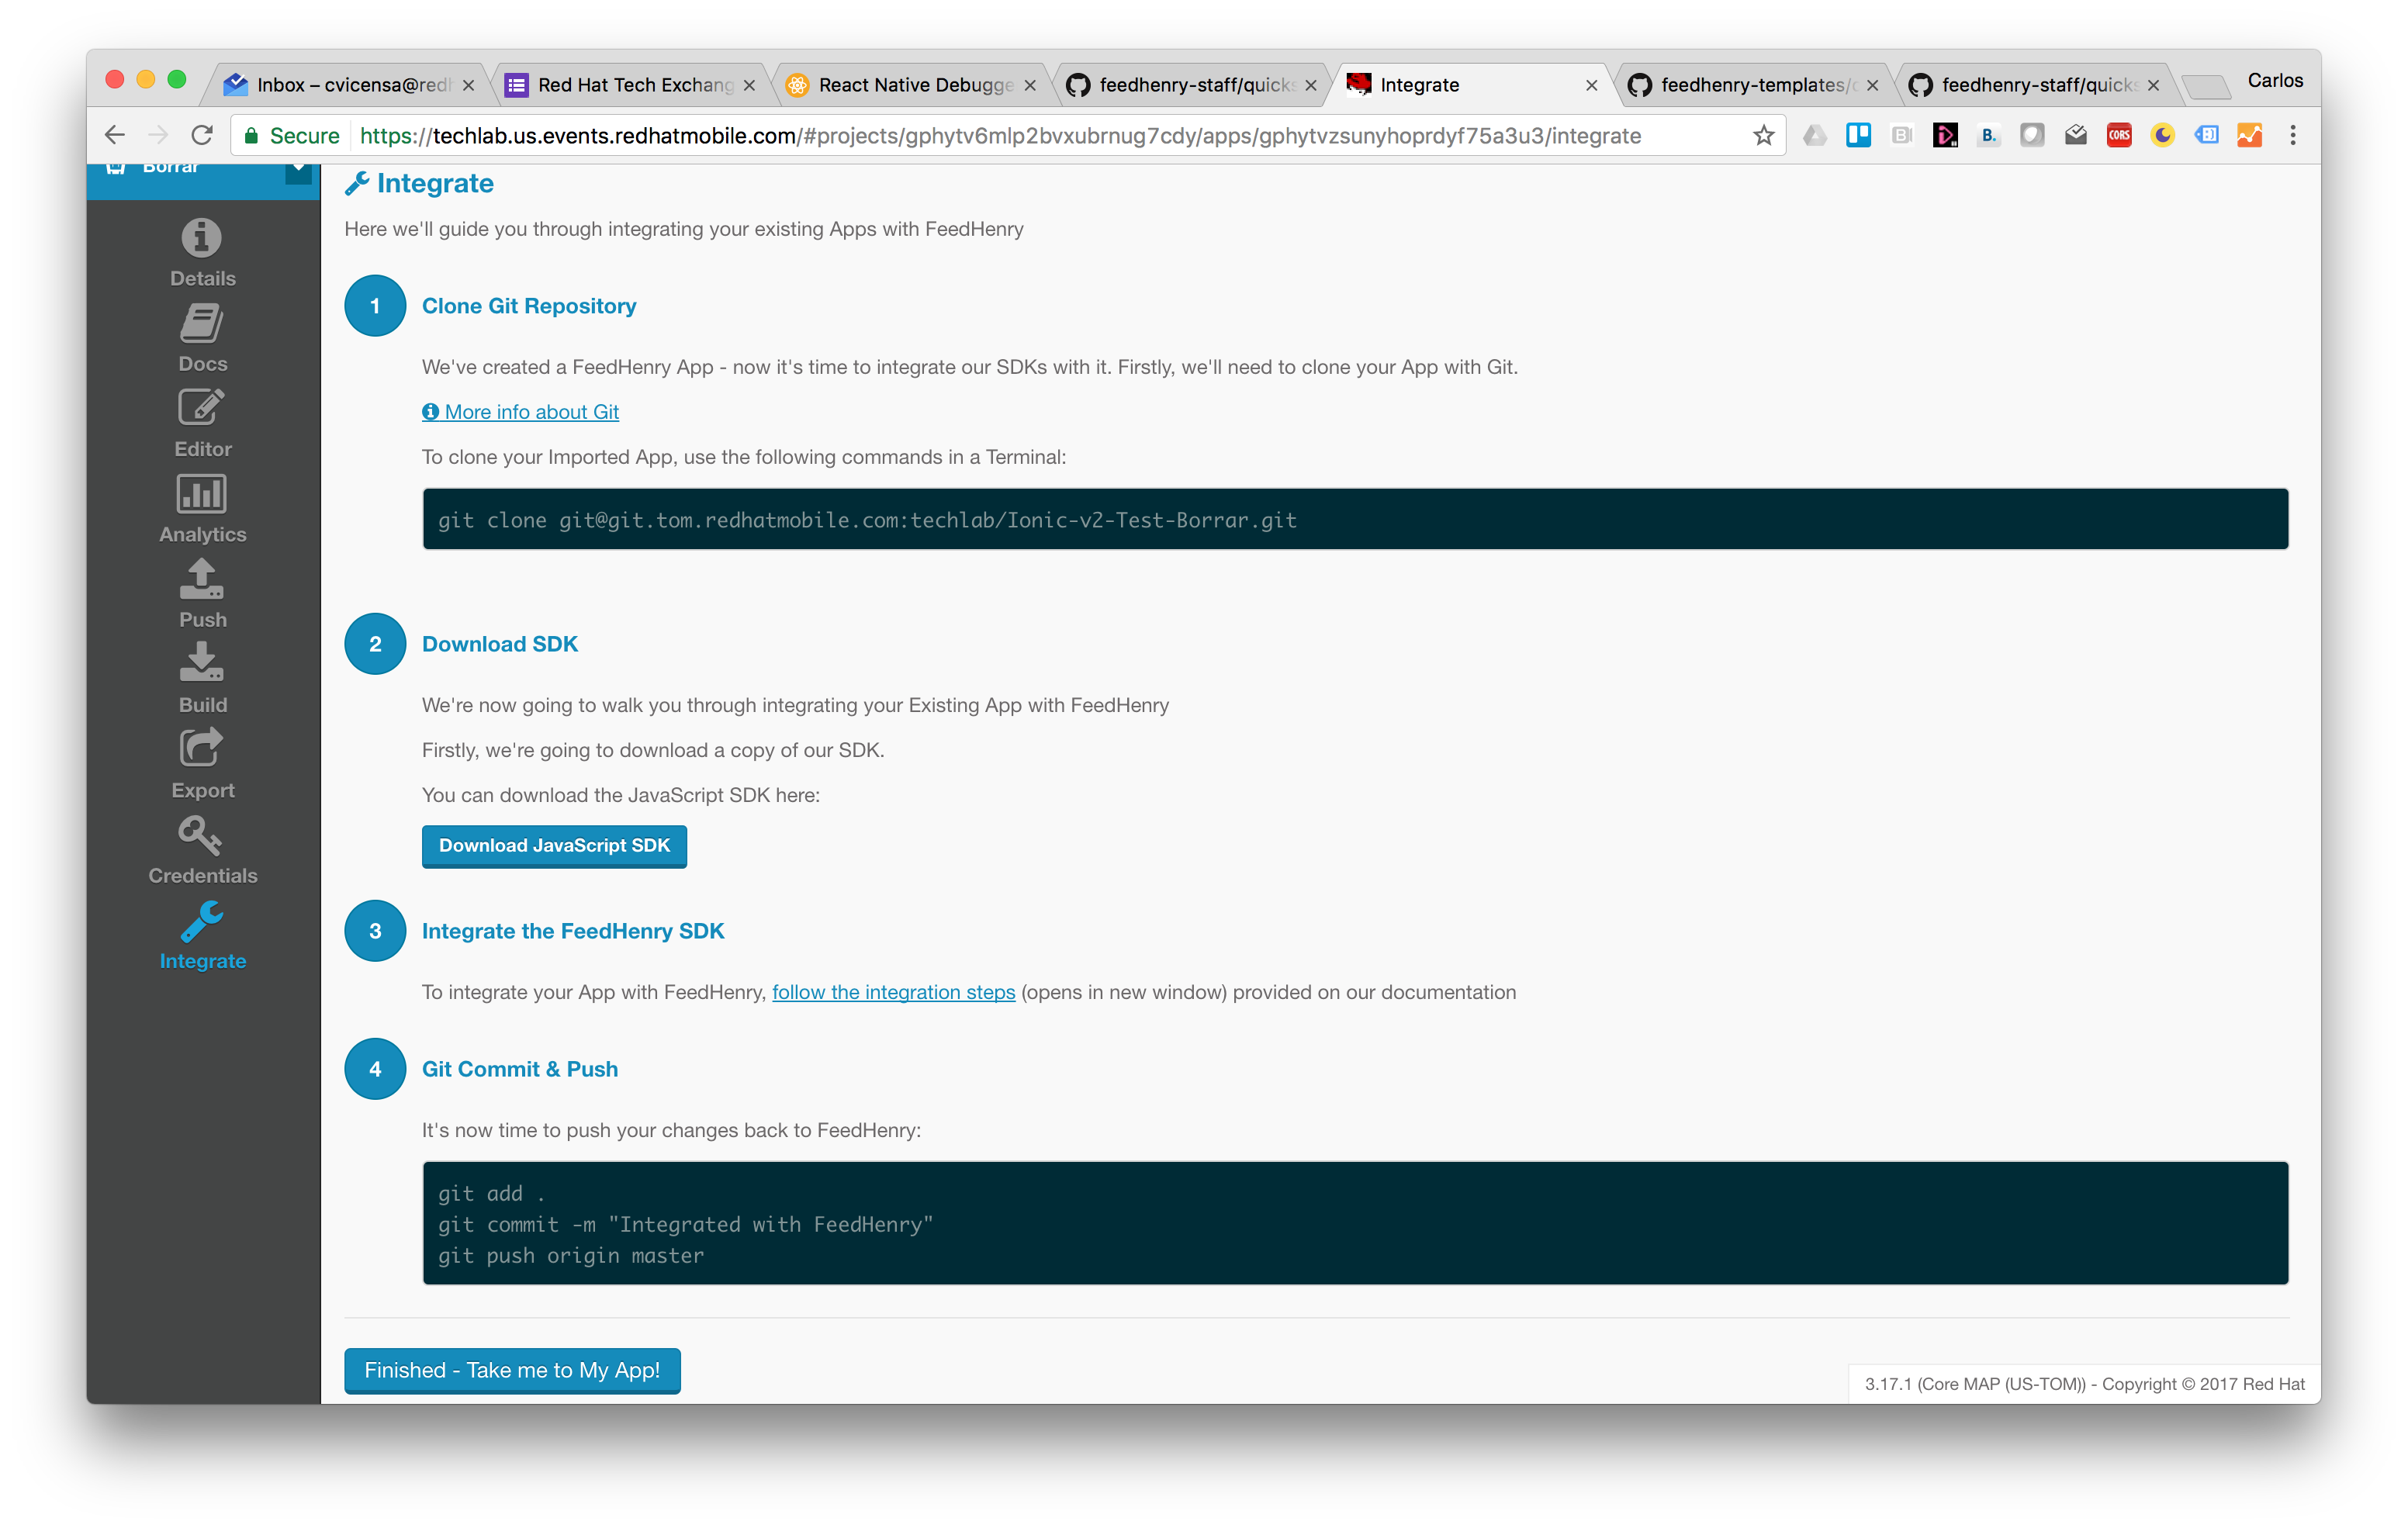 Inbox – cvicensa@red
Red Hat Tech Exchang
React Native Debugge
feedhenry-staff/quicks
Integrate
feedhenry-templates/
feedhenry-staff/quicks
Carlos
Secure
https://techlab.us.events.redhatmobile.com/#projects/gphytv6mlp2bvxubrnug7cdy/apps/gphytvzsunyhoprdyf75a3u3/integrate
B.
CORS
Borrar
Details
Docs
Editor
Analytics
Push
Build
Export
Credentials
Integrate
Integrate
Here we'll guide you through integrating your existing Apps with FeedHenry
1
Clone Git Repository
We've created a FeedHenry App - now it's time to integrate our SDKs with it. Firstly, we'll need to clone your App with Git.
More info about Git
To clone your Imported App, use the following commands in a Terminal:
git clone git@git.tom.redhatmobile.com:techlab/Ionic-v2-Test-Borrar.git
2
Download SDK
We're now going to walk you through integrating your Existing App with FeedHenry
Firstly, we're going to download a copy of our SDK.
You can download the JavaScript SDK here:
Download JavaScript SDK
3
Integrate the FeedHenry SDK
To integrate your App with FeedHenry, follow the integration steps (opens in new window) provided on our documentation
4
Git Commit & Push
It's now time to push your changes back to FeedHenry:
git add .
git commit -m "Integrated with FeedHenry"
git push origin master
Finished - Take me to My App!
3.17.1 (Core MAP (US-TOM)) - Copyright © 2017 Red Hat